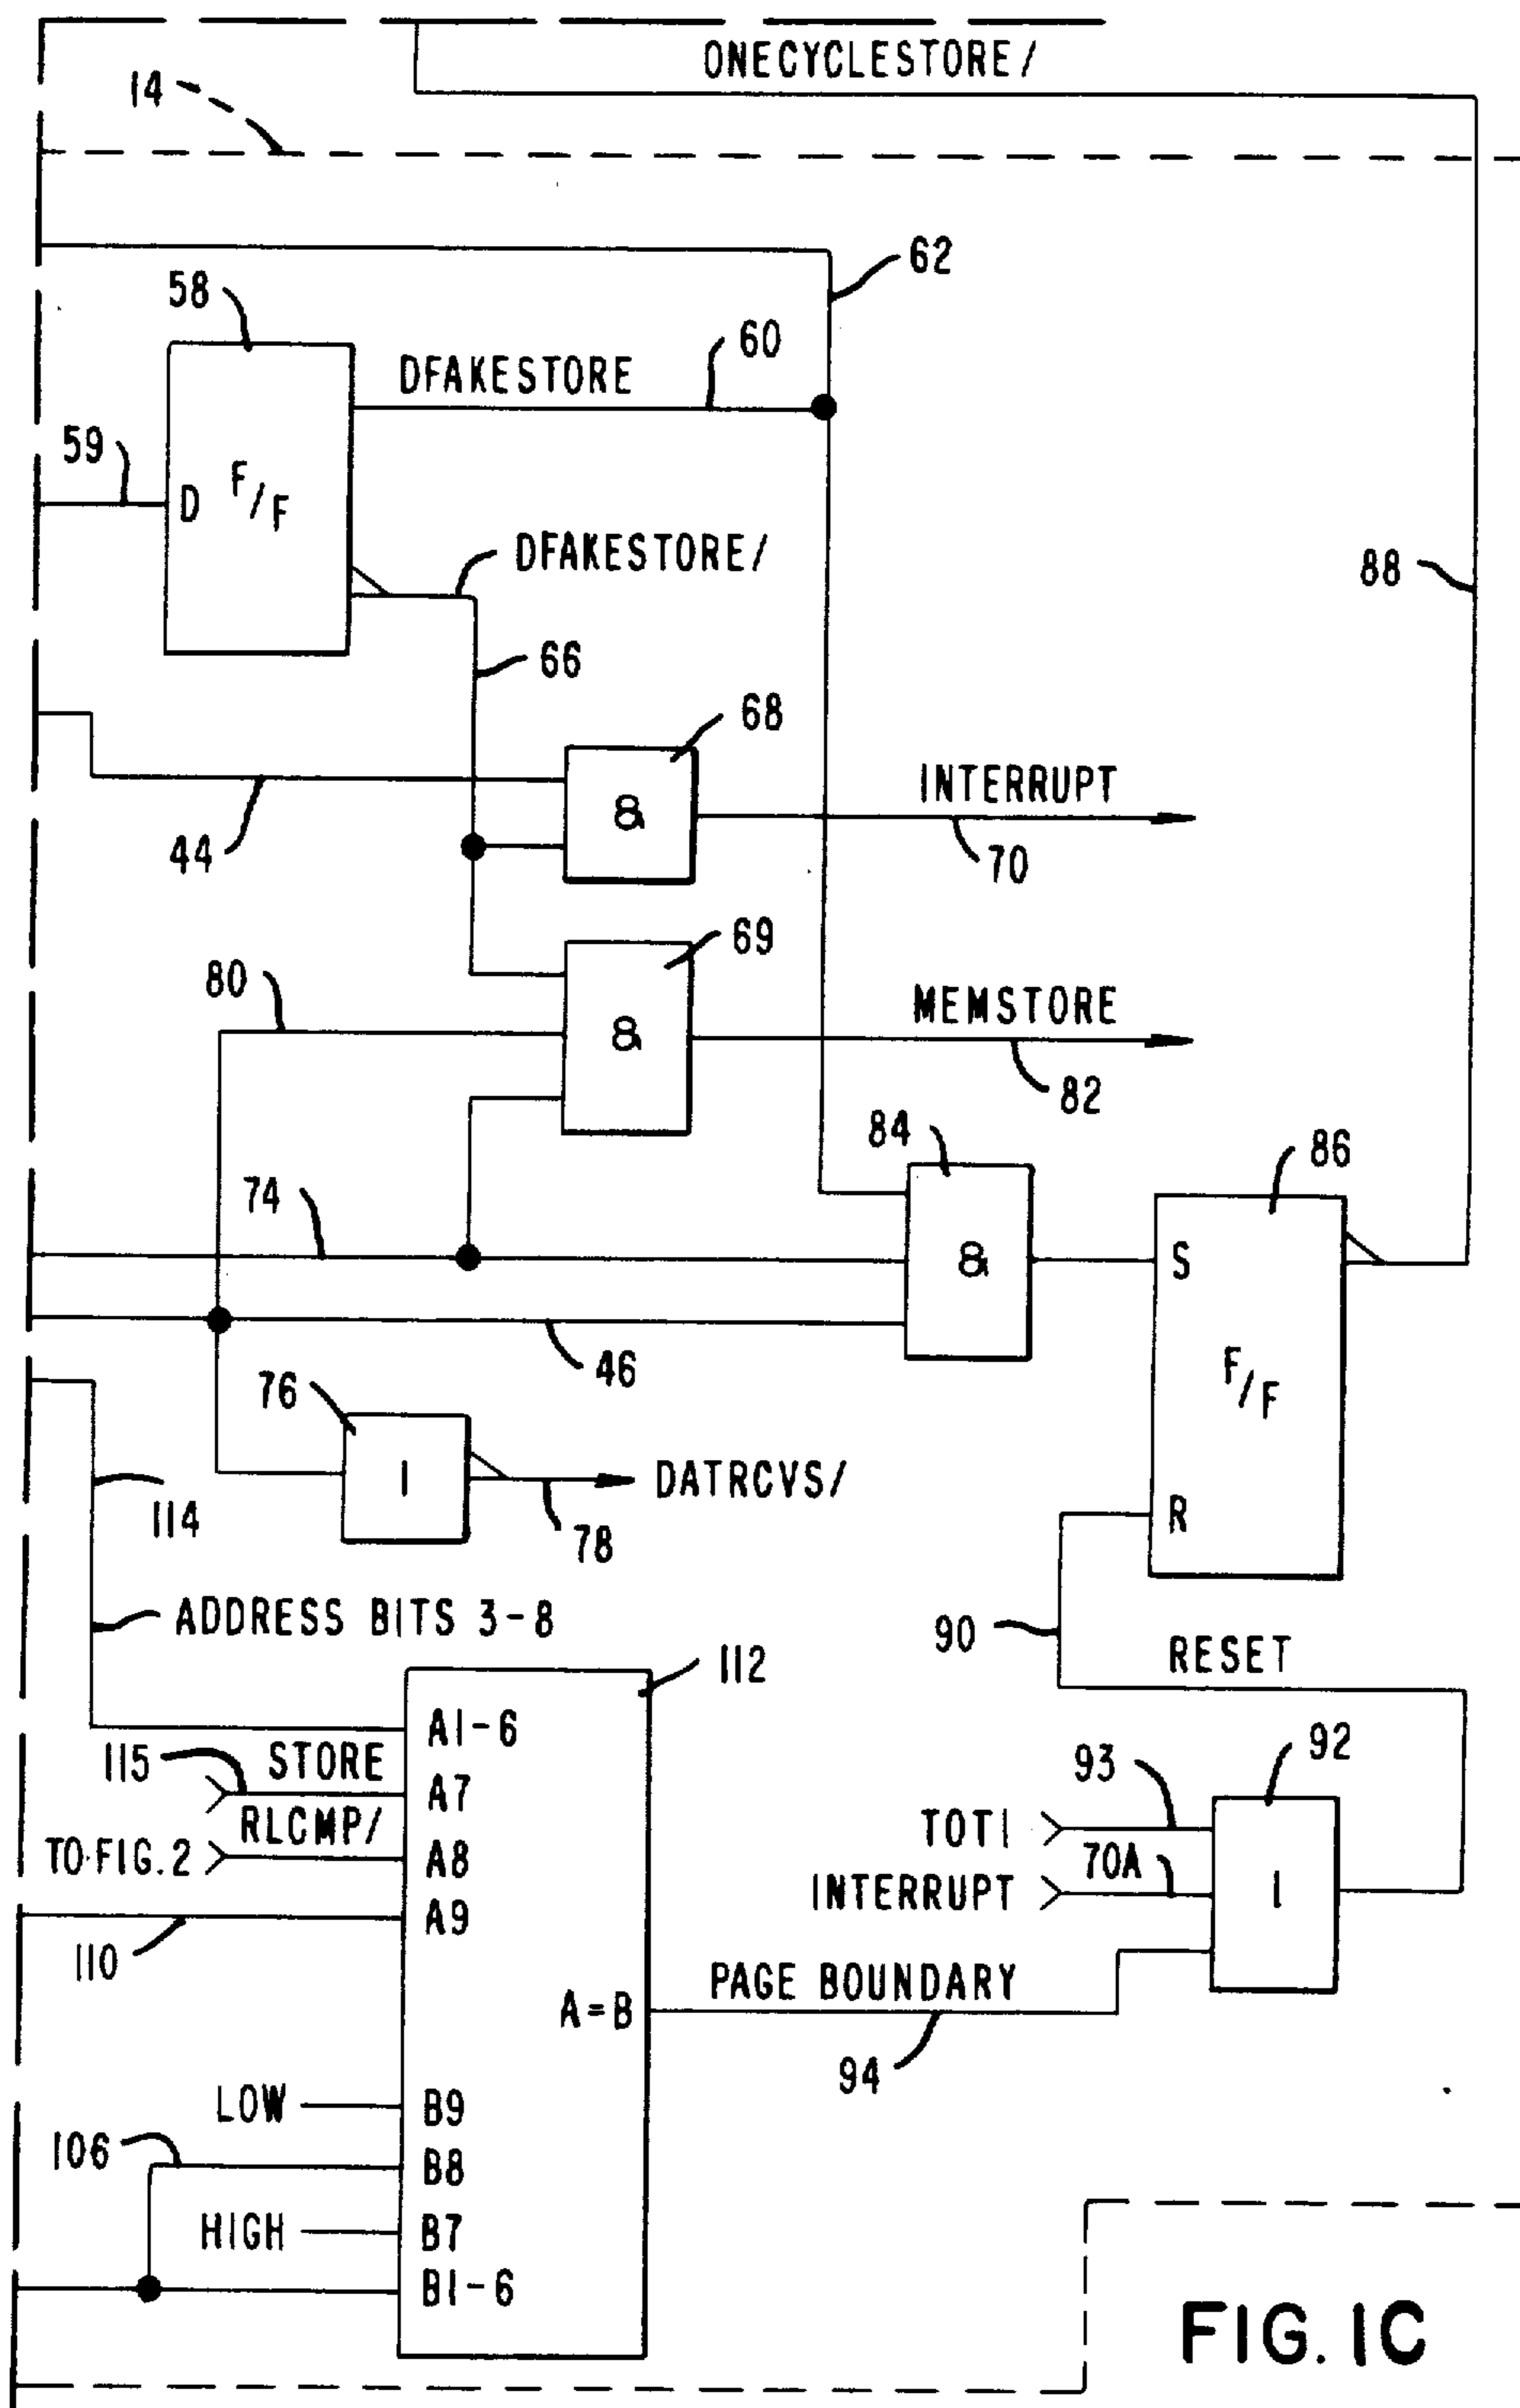 ONECYCLESTORE/
14
62
58
DFAKESTORE
60
59
D
F/F
DFAKESTORE/
88
66
68
&
INTERRUPT
44
70
69
80
&
MEMSTORE
82
84
86
74
&
S
46
F/F
76
I
DATRCVS/
114
78
R
ADDRESS BITS 3-8
90
RESET
112
A1-6
115
STORE
A7
93
92
RLCMP/
TOTI
TO FIG. 2
A8
70A
INTERRUPT
I
A9
110
PAGE BOUNDARY
A=B
94
LOW
B9
106
B8
HIGH
B7
B1-6
FIG. 1C